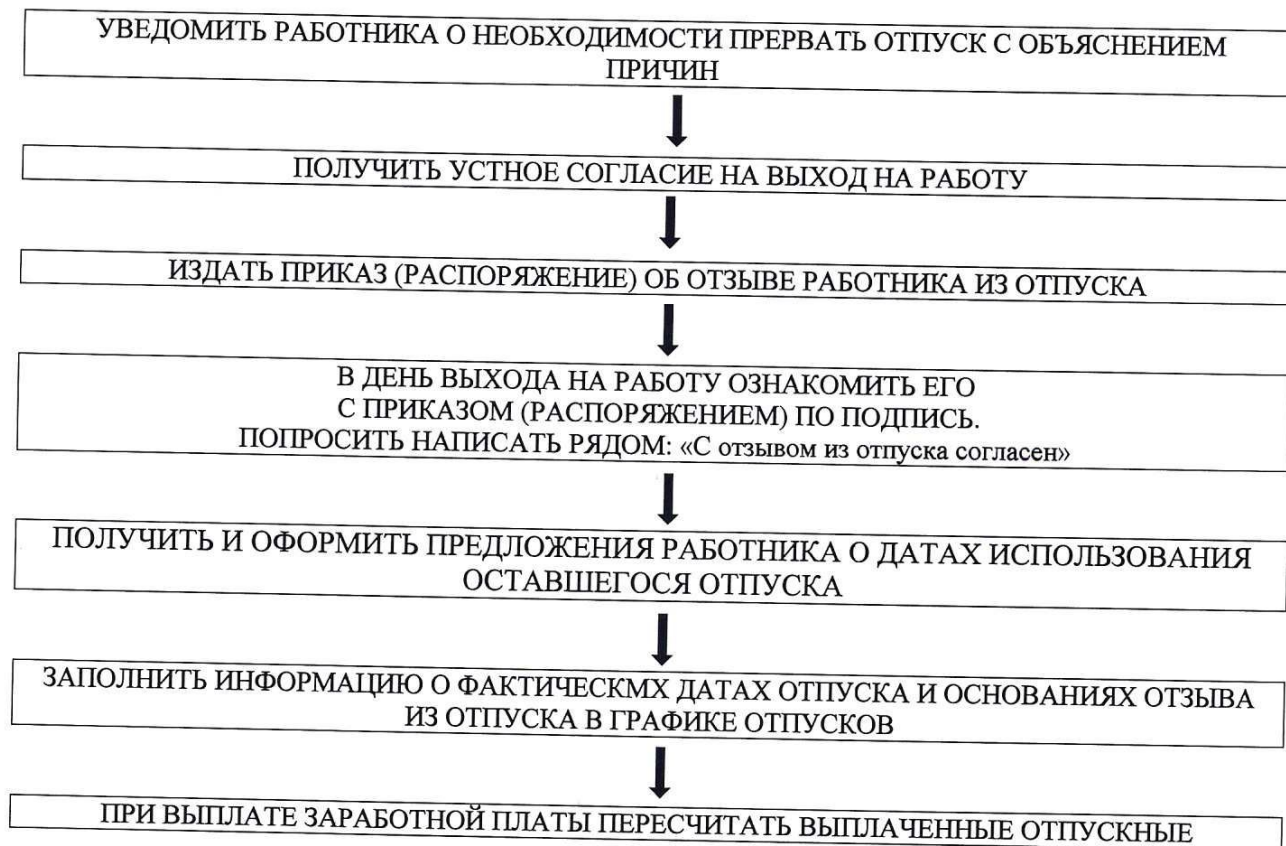 УВЕДОМИТЬ РАБОТНИКА О НЕОБХОДИМОСТИ ПРЕРВАТЬ ОТПУСК С ОБЪЯСНЕНИЕМ
ПРИЧИН
ПОЛУЧИТЬ УСТНОЕ СОГЛАСИЕ НА ВЫХОД НА РАБОТУ
ИЗДАТЬ ПРИКАЗ (РАСПОРЯЖЕНИЕ) ОБ ОТЗЫВЕ РАБОТНИКА ИЗ ОТПУСКА
В ДЕНЬ ВЫХОДА НА РАБОТУ ОЗНАКОМИТЬ ЕГО
С ПРИКАЗОМ (РАСПОРЯЖЕНИЕМ) ПО ПОДПИСЬ.
ПОПРОСИТЬ НАПИСАТЬ РЯДОМ: «С отзывом из отпуска согласен»
ПОЛУЧИТЬ И ОФОРМИТЬ ПРЕДЛОЖЕНИЯ РАБОТНИКА О ДАТАХ ИСПОЛЬЗОВАНИЯ
ОСТАВШЕГОСЯ ОТПУСКА
ЗАПОЛНИТЬ ИНФОРМАЦИЮ О ФАКТИЧЕСКМХ ДАТАХ ОТПУСКА И ОСНОВАНИЯХ ОТЗЫВА
ИЗ ОТПУСКА В ГРАФИКЕ ОТПУСКОВ
ПРИ ВЫПЛАТЕ ЗАРАБОТНОЙ ПЛАТЫ ПЕРЕСЧИТАТЬ ВЫПЛАЧЕННЫЕ ОТПУСКНЫЕ